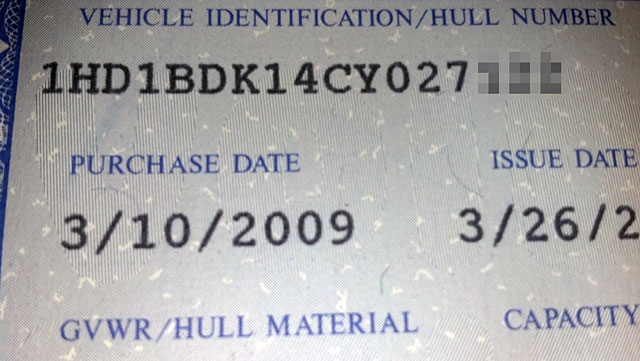 VEHICLE IDENTIFICATION/HULL NUMBER
1HD1BDK14CY027
PURCHASE DATE ISSUE DATE
3/10/2009 3/26/2
GVWR/HULL MATERIAL CAPACITY